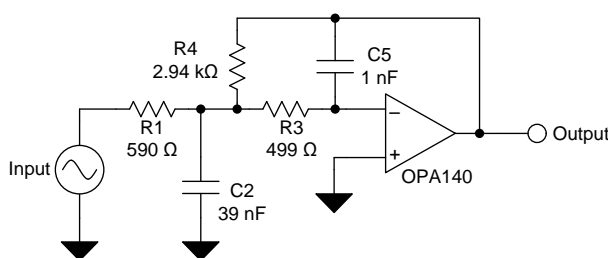 R4
2.94 kΩ
C5
1 nF
R1
590 Ω
R3
499 Ω
−
+
OPA140
Output
Input
C2
39 nF